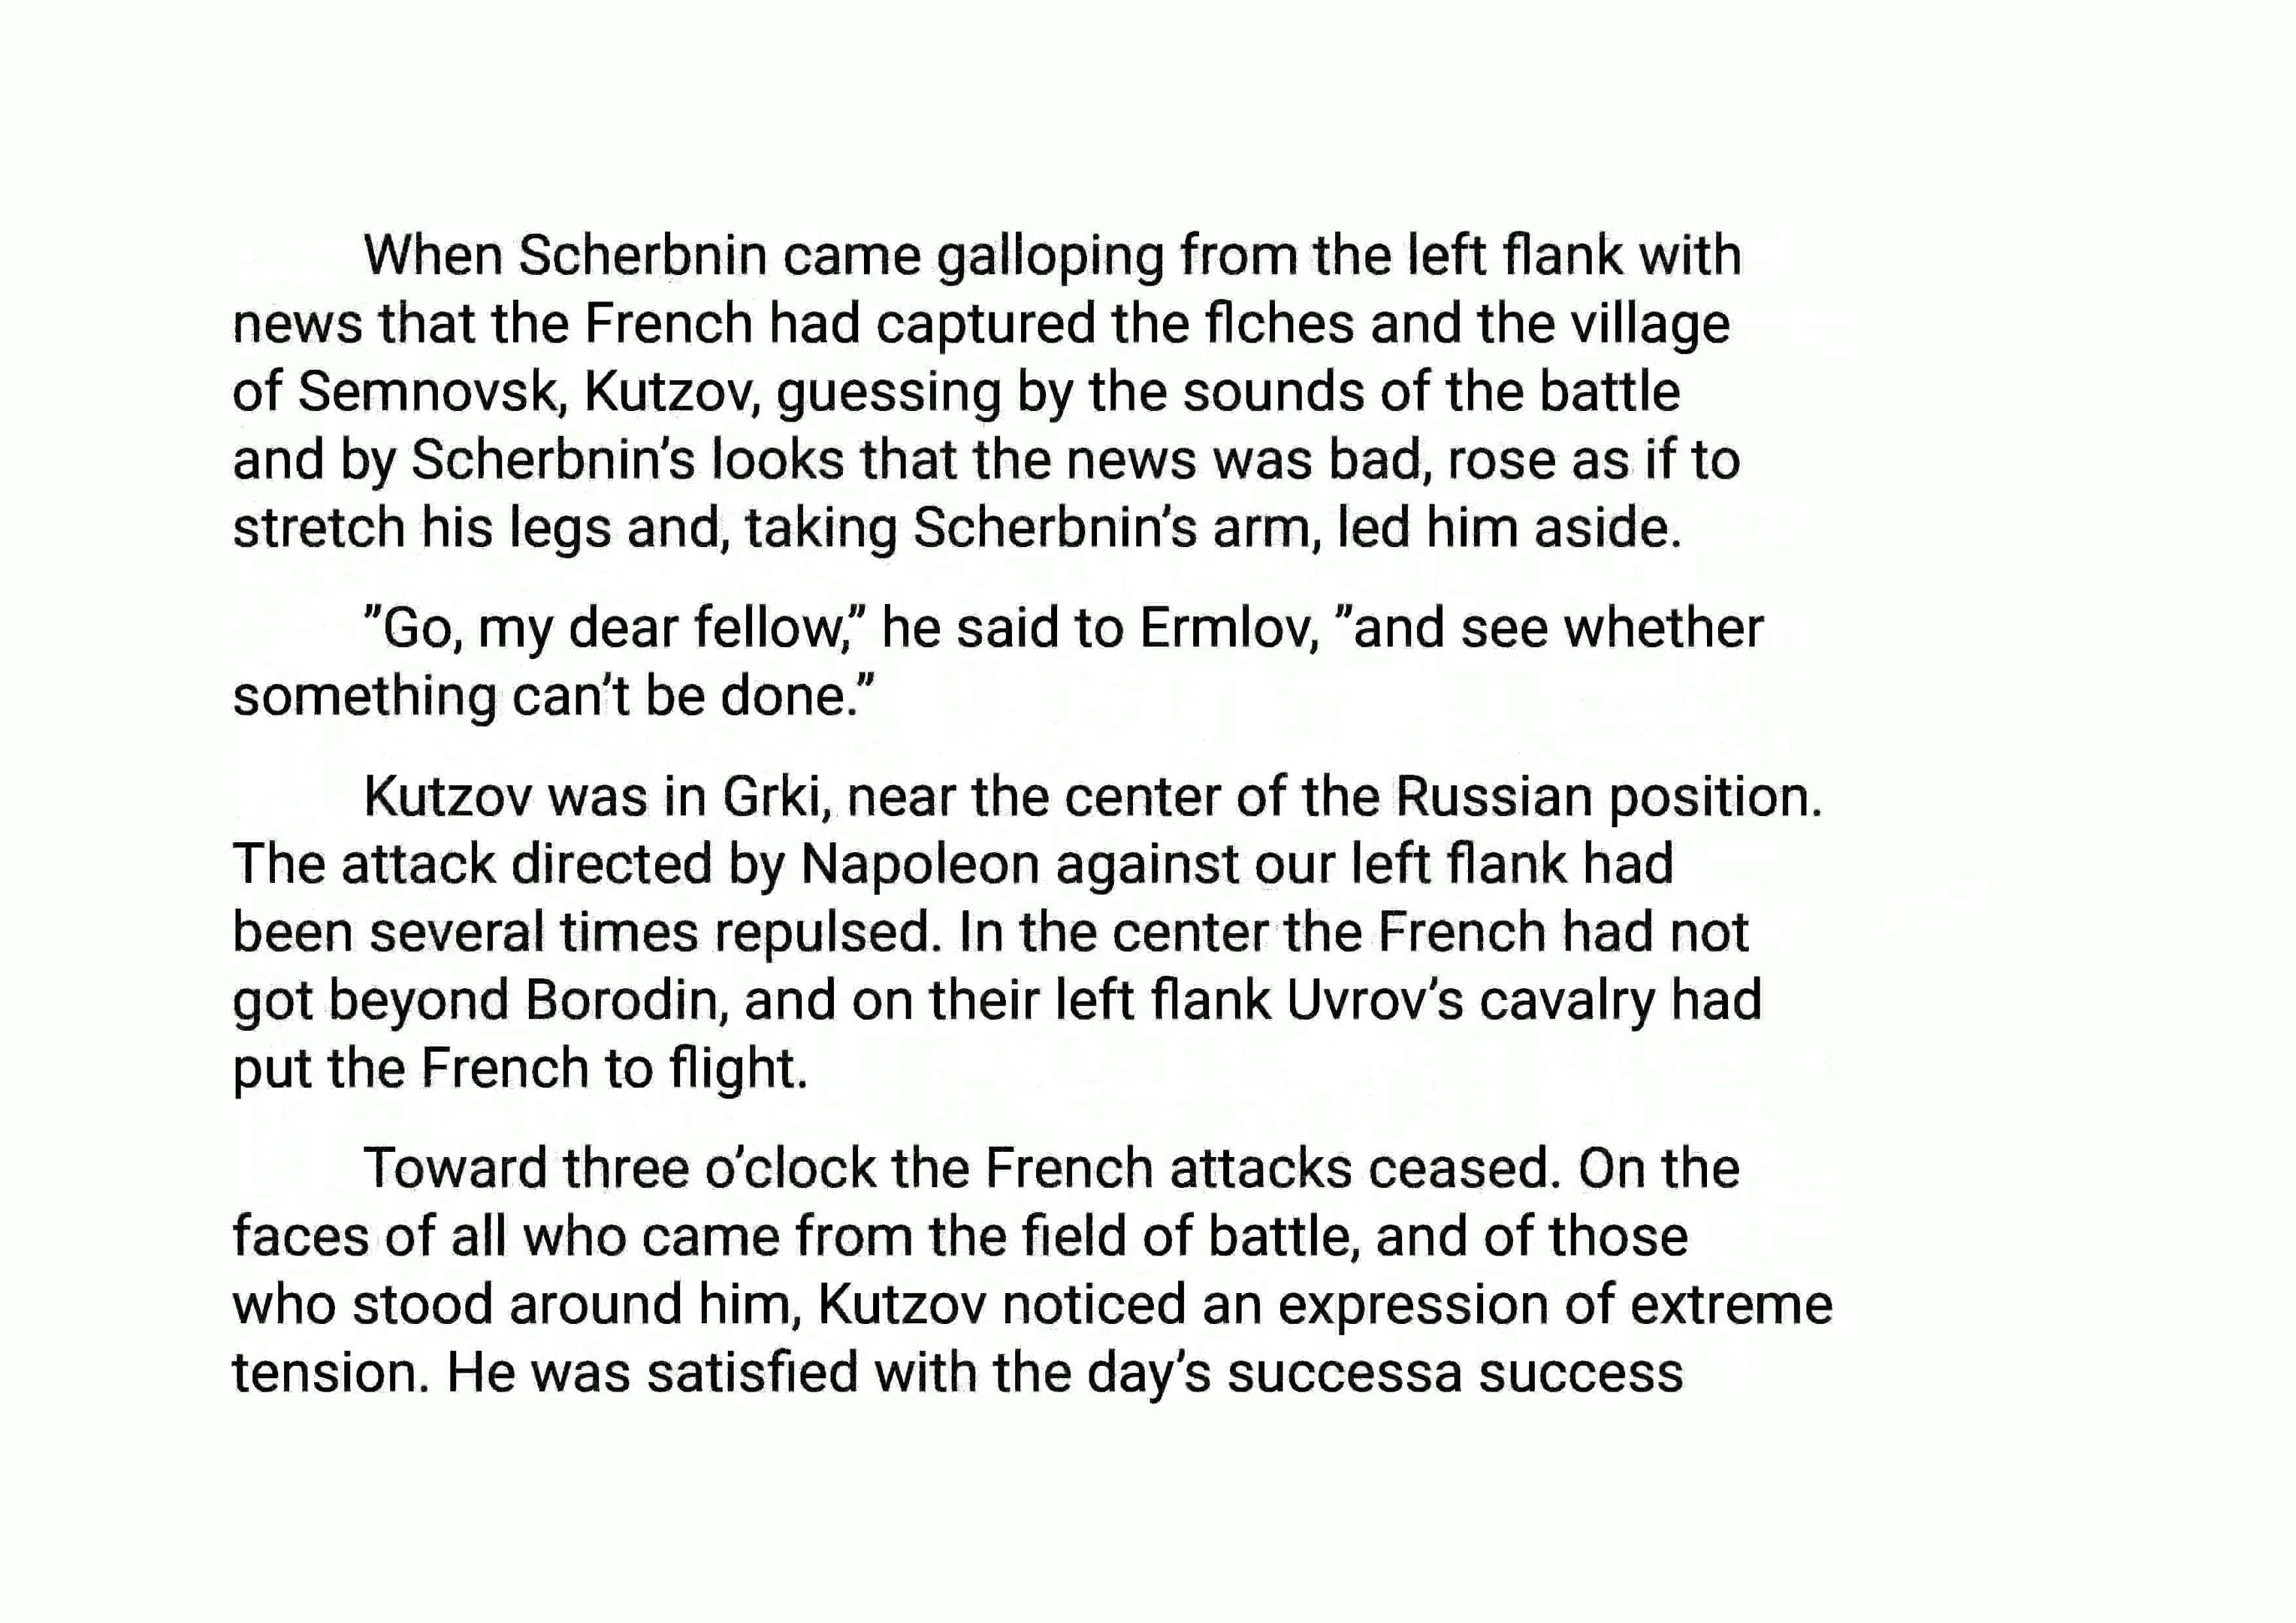 When Scherbnin came galloping from the left flank with
news that the French had captured the flches and the village
of Semnovsk, Kutzov, guessing by the sounds of the battle
and by Scherbnin’s looks that the news was bad, rose as if to
stretch his legs and, taking Scherbnin’s arm, led him aside.
”Go, my dear fellow,” he said to Ermlov, ”and see whether
something can’t be done.”
Kutzov was in Grki, near the center of the Russian position.
The attack directed by Napoleon against our left flank had
been several times repulsed. In the center the French had not
got beyond Borodin, and on their left flank Uvrov’s cavalry had
put the French to flight.
Toward three o’clock the French attacks ceased. On the
faces of all who came from the field of battle, and of those
who stood around him, Kutzov noticed an expression of extreme
tension. He was satisfied with the day’s successa success